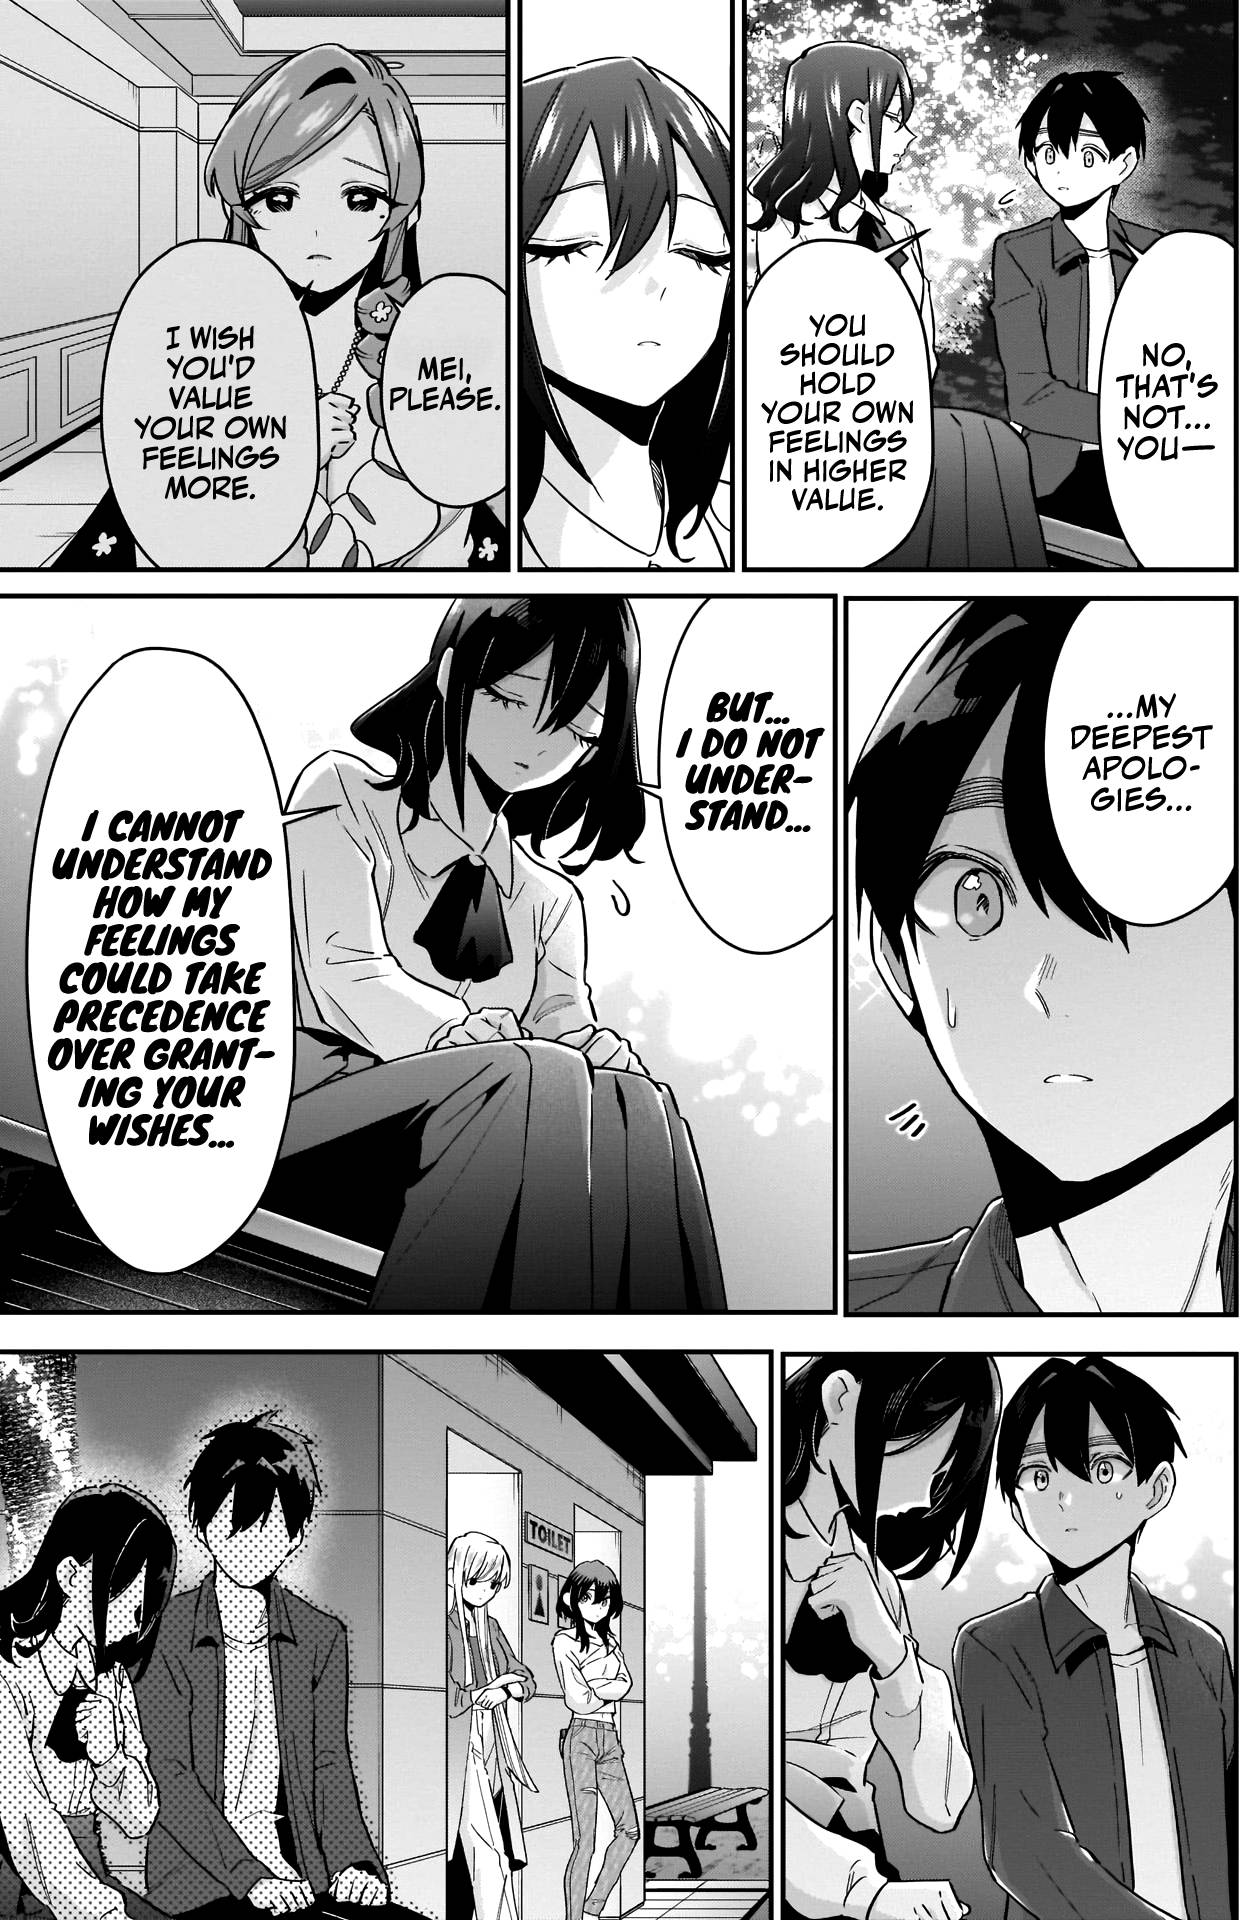 NO,
THAT'S
NOT...
YOU—
YOU
SHOULD
HOLD
YOUR OWN
FEELINGS
IN HIGHER
VALUE.
MEI,
PLEASE.
I WISH
YOU'D
VALUE
YOUR OWN
FEELINGS
MORE.
...MY
DEEPEST
APOLO-
GIES...
BUT...
I DO NOT
UNDER-
STAND...
I CANNOT
UNDERSTAND
HOW MY
FEELINGS
COULD TAKE
PRECEDENCE
OVER GRANT-
ING YOUR
WISHES...
TOILET